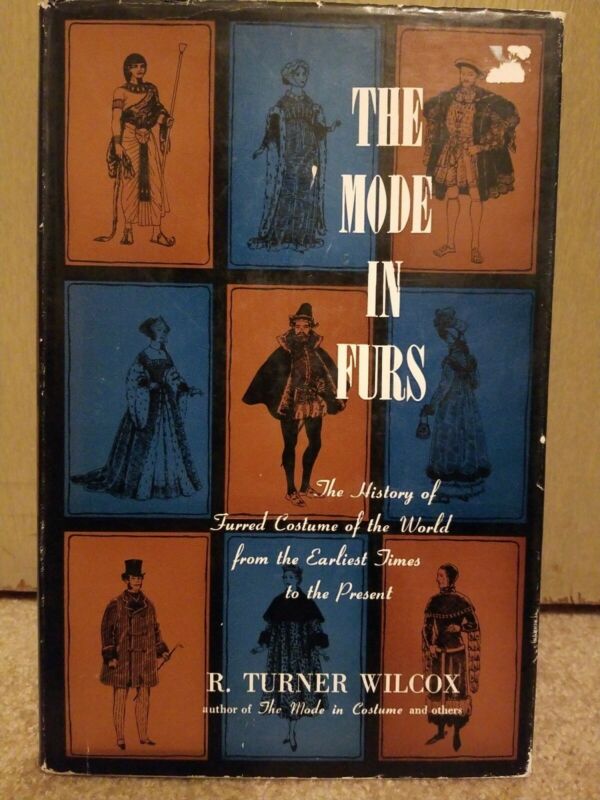 THE
MODE
IN
FURS
The History of
Furred Costume of the World
from the Earliest Times
to the Present
R. TURNER WILCOX
author of The Mode in Costume and others